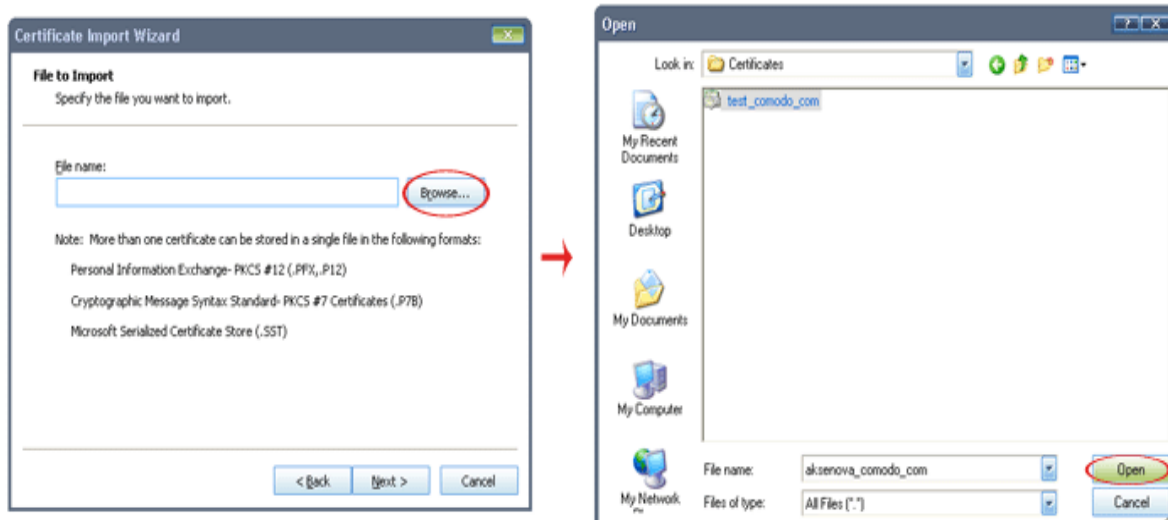 Certificate Import Wizard
File to Import
Specify the file you want to import.
File name:
Browse...
Note: More than one certificate can be stored in a single file in the following formats:
Personal Information Exchange- PKCS #12 (.PFX,.P12)
Cryptographic Message Syntax Standard- PKCS #7 Certificates (.P7B)
Microsoft Serialized Certificate Store (.SST)
< Back
Next >
Cancel
Open
Look in:
Certificates
test_comodo_com
My Recent
Documents
Desktop
My Documents
My Computer
My Network
File name:
aksenova_comodo_com
Open
Files of type:
All Files (*.*)
Cancel